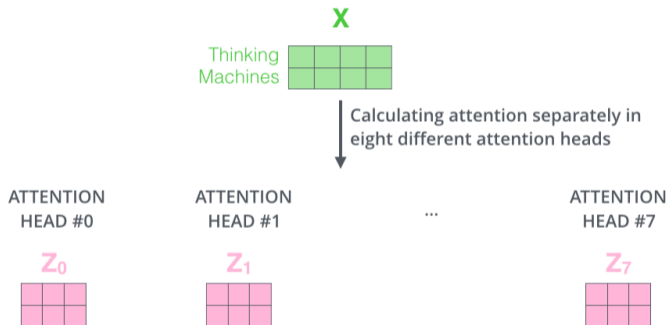 X
Thinking
Machines
Calculating attention separately in
eight different attention heads
ATTENTION
HEAD #0
ATTENTION
HEAD #1
...
ATTENTION
HEAD #7
Z0
Z1
Z7